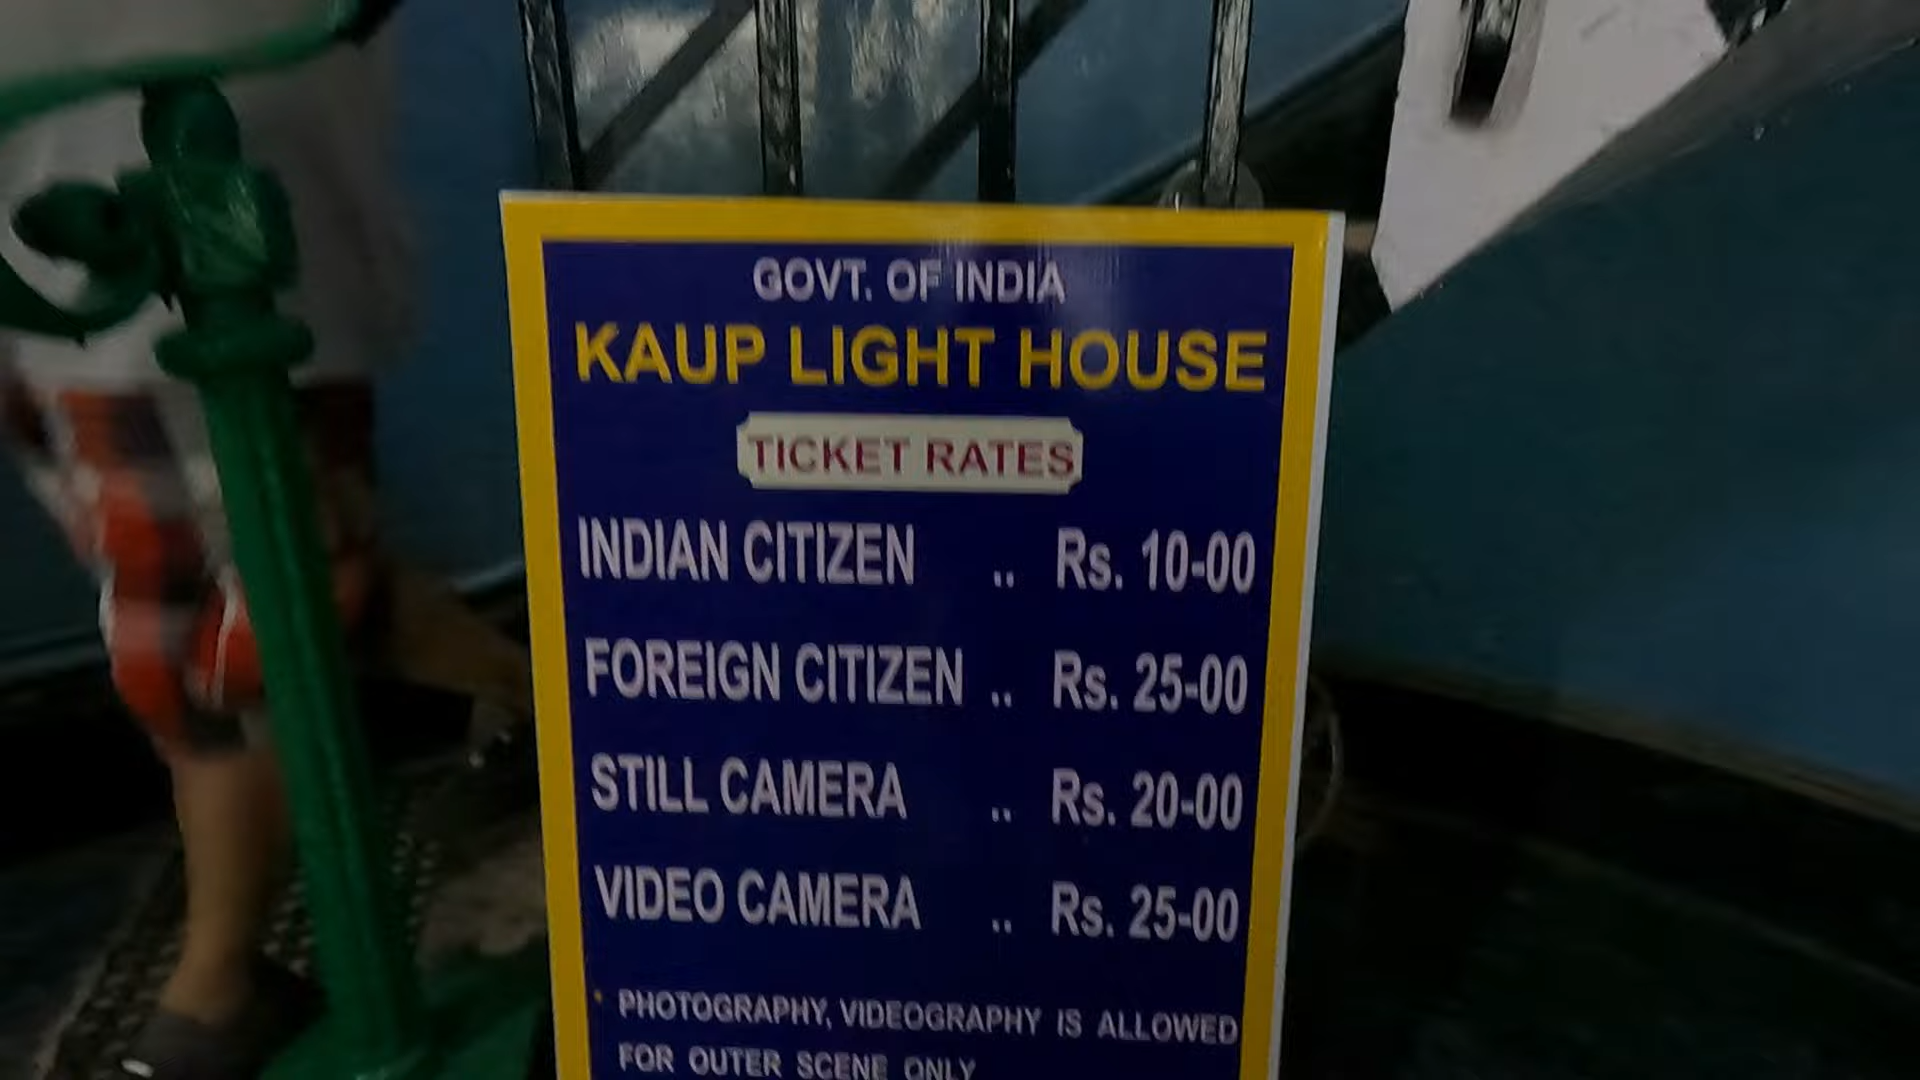 GOVT. OF INDIA
KAUP LIGHT HOUSE
TICKET RATES
INDIAN CITIZEN .. Rs. 10-00
FOREIGN CITIZEN .. Rs. 25-00
STILL CAMERA .. Rs. 20-00
VIDEO CAMERA .. Rs. 25-00
PHOTOGRAPHY, VIDEOGRAPHY IS ALLOWED
FOR OUTER SCENE ONLY